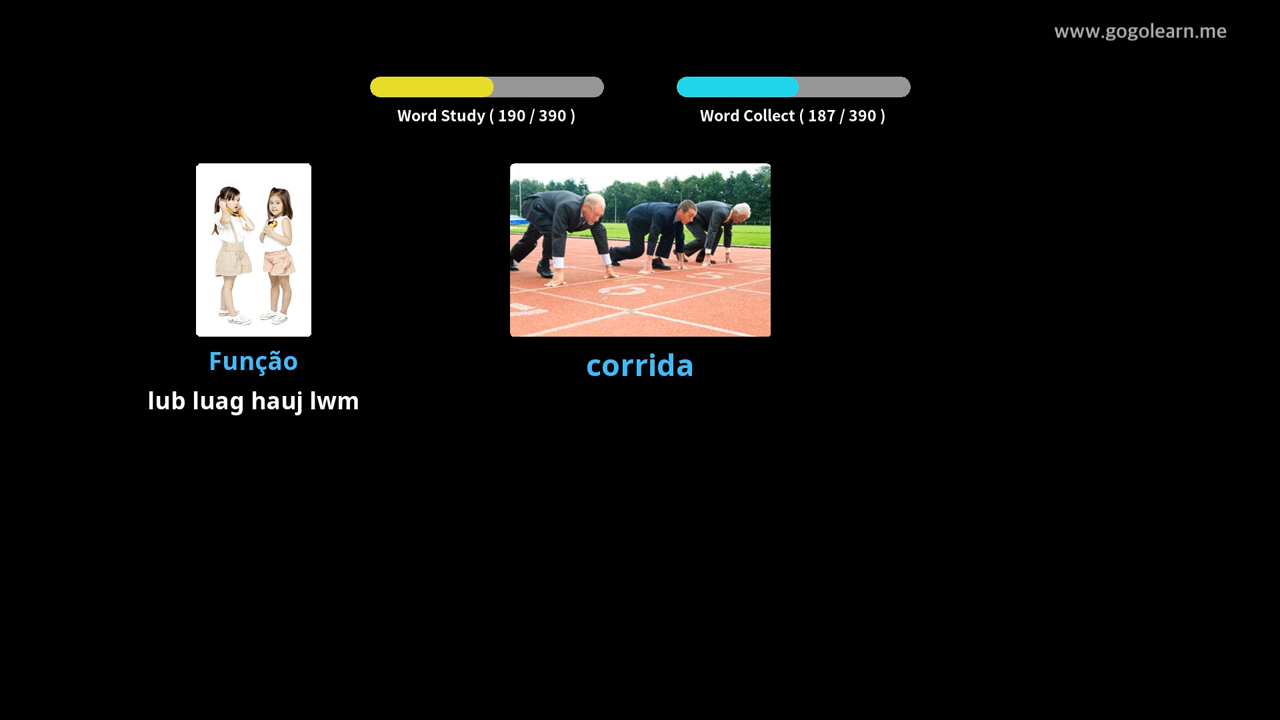 www.gogolearn.me
Word Study ( 190 / 390 )
Word Collect ( 187 / 390 )
Função
lub luag hauj lwm
corrida